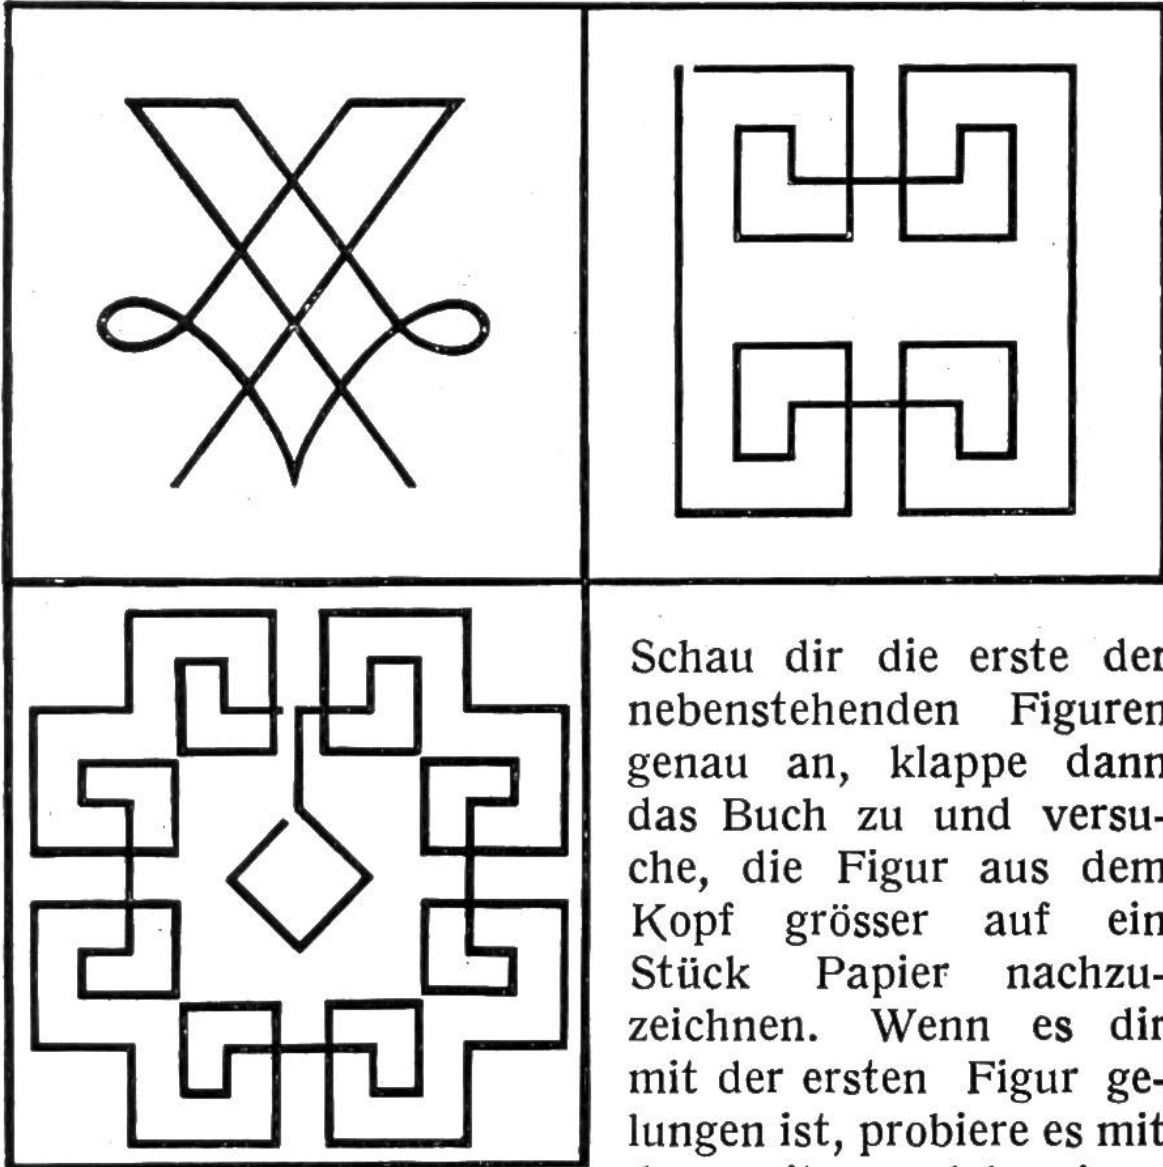 Schau dir die erste der
nebenstehenden Figuren
genau an, klappe dann
das Buch zu und versu-
che, die Figur aus dem
Kopf grösser auf ein
Stück Papier nachzu-
zeichnen. Wenn es dir
mit der ersten Figur ge-
lungen ist, probiere es mit